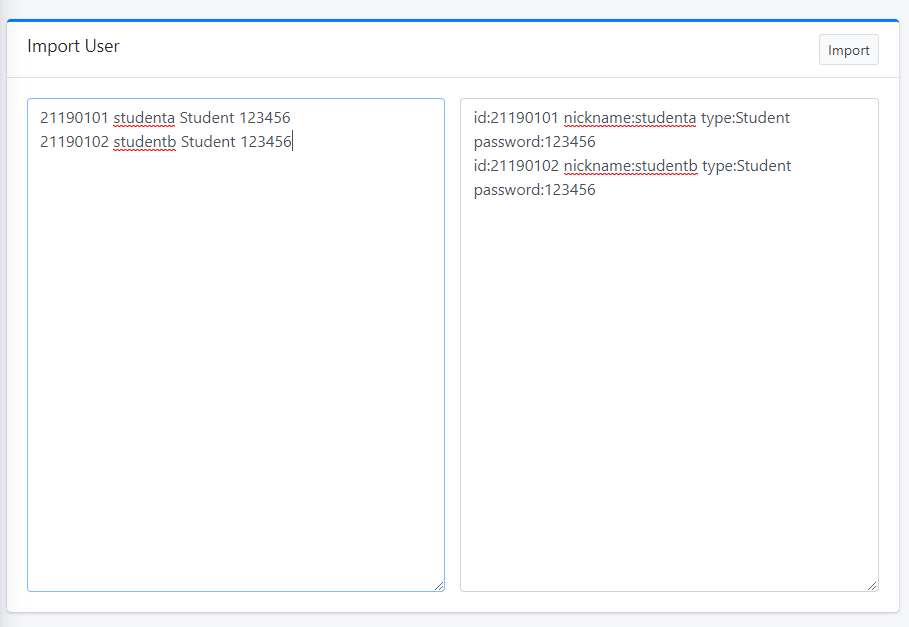 Import User
Import
21190101 studenta Student 123456
21190102 studentb Student 123456
id:21190101 nickname:studenta type:Student
password:123456
id:21190102 nickname:studentb type:Student
password:123456